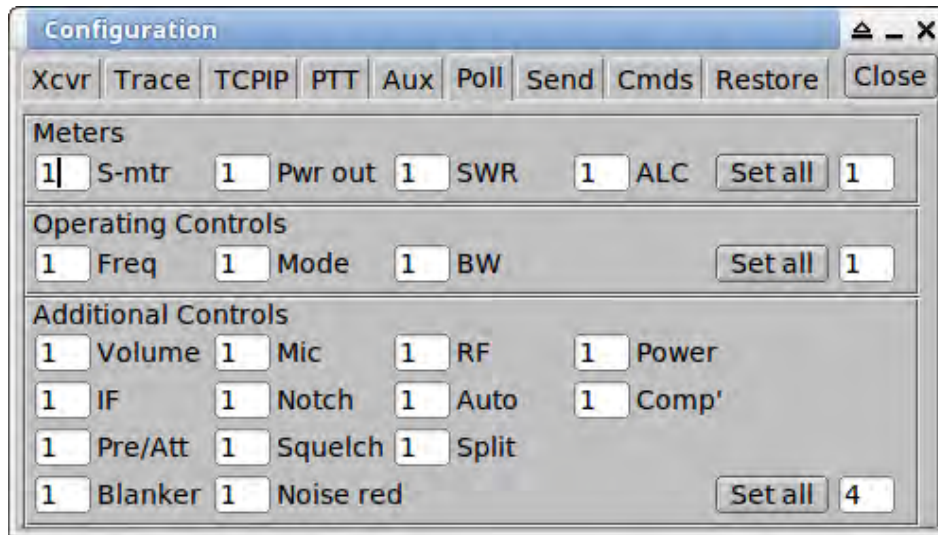 Configuration
Xcvr Trace TCPIP PTT Aux Poll Send Cmds Restore Close
Meters
1 S-mtr 1 Pwr out 1 SWR 1 ALC Set all 1
Operating Controls
1 Freq 1 Mode 1 BW Set all 1
Additional Controls
1 Volume 1 Mic 1 RF 1 Power
1 IF 1 Notch 1 Auto 1 Comp'
1 Pre/Att 1 Squelch 1 Split
1 Blanker 1 Noise red Set all 4